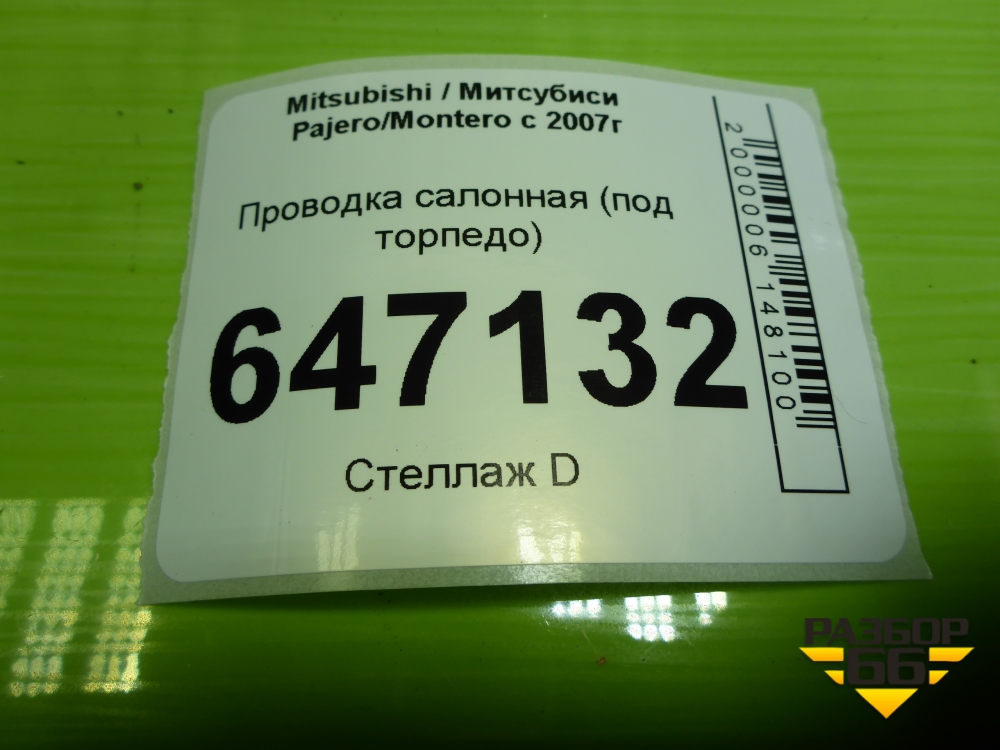 Mitsubishi / Митсубиси
Pajero/Montero с 2007г
Проводка салонная (под
торпедо)
647132
Стеллаж D
2000006148100
РАЗБОР
66